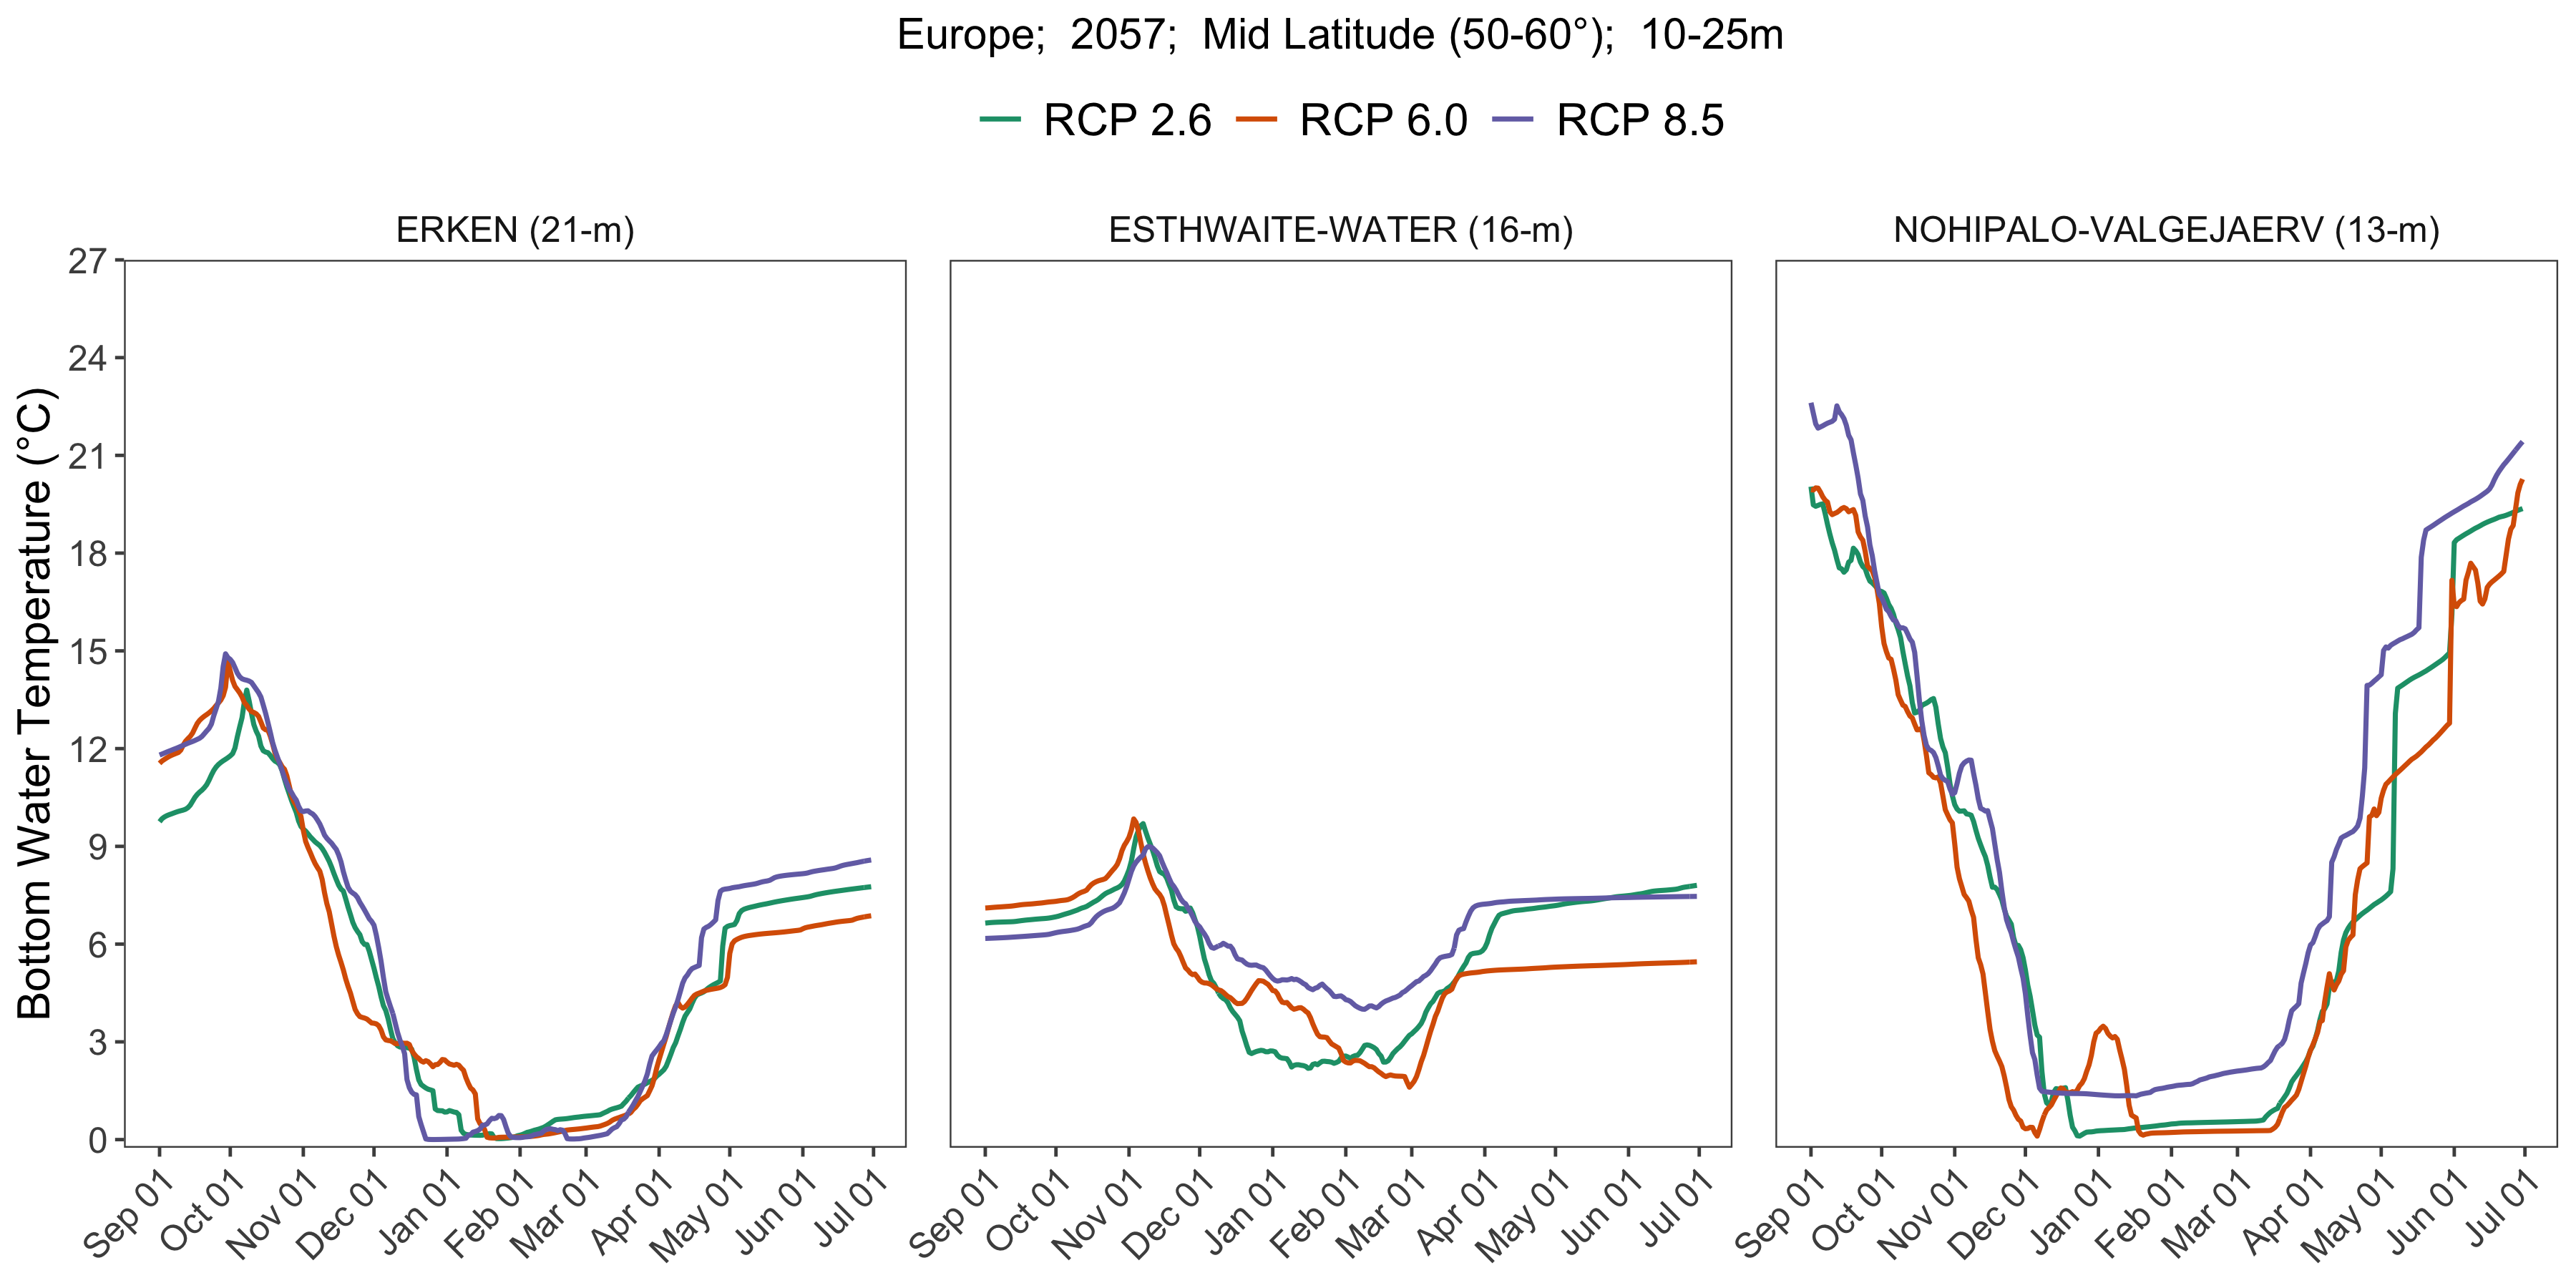 Europe;  2057;  Mid Latitude (50-60°);  10-25m
RCP 2.6 RCP 6.0 RCP 8.5
ERKEN (21-m) ESTHWAITE-WATER (16-m) NOHIPALO-VALGEJAERV (13-m)
Bottom Water Temperature (°C)
27
24
21
18
15
12
9
6
3
0
Sep 01 Oct 01 Nov 01 Dec 01 Jan 01 Feb 01 Mar 01 Apr 01 May 01 Jun 01 Jul 01
Sep 01 Oct 01 Nov 01 Dec 01 Jan 01 Feb 01 Mar 01 Apr 01 May 01 Jun 01 Jul 01
Sep 01 Oct 01 Nov 01 Dec 01 Jan 01 Feb 01 Mar 01 Apr 01 May 01 Jun 01 Jul 01